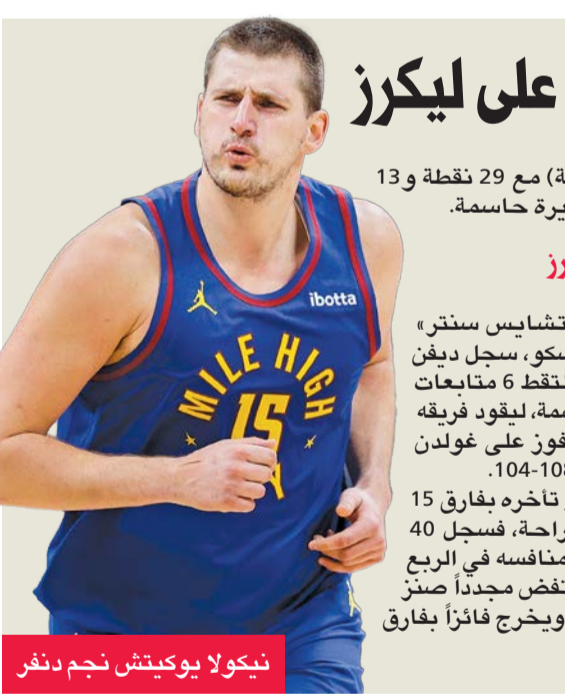 على ليكرز
ة) مع 29 نقطة و13
يرة حاسمة.
رز
تشايس سنتر»
سكو، سجل ديفن
لتقط 6 متابعات
سمة، ليقود فريقه
فوز على غولدن
104-108.
تأخره بفارق 15
راحة، فسجل 40
منافسه في الربع
تفض مجدداً صنز
ويخرج فائزاً بفارق
ibotta
MILE HIGH
15
نيكولا يوكيتش نجم دنفر